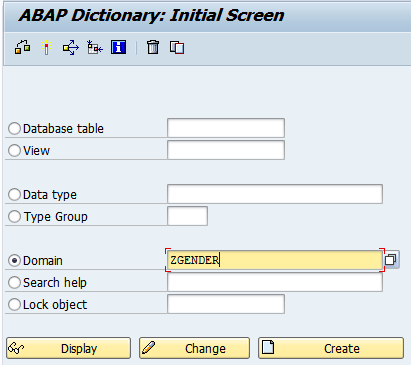 ABAP Dictionary: Initial Screen
Database table
View
Data type
Type Group
Domain ZGENDER
Search help
Lock object
Display Change Create